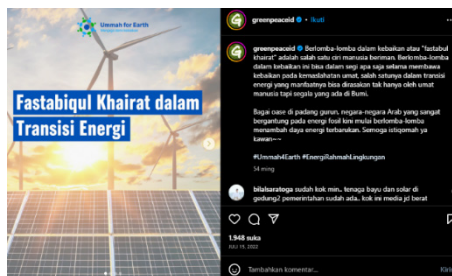 Ummah for Earth
Fastabiqul Khairat dalam
Transisi Energi
greenpeaceid • Ikuti
greenpeaceid Berlomba-lomba dalam kebaikan atau "fastabul
khairat" adalah salah satu ciri manusia beriman. Berlomba-lomba
dalam kebaikan ini bisa dalam segi apa saja selama membawa
kebaikan pada kemaslahatan umat, salah satunya dalam transisi
energi yang manfaatnya bisa dirasakan tak hanya oleh umat
manusia tapi segala yang ada di Bumi.
Bagai oase di padang gurun, negara-negara Arab yang sangat
bergantung pada energi fosil kini mulai berlomba-lomba
menambah daya energi terbarukan. Semoga istiqomah ya
kawan~~
#Ummah4Earth #EnergiRahmahLingkungan
54 ming
bilalsaratoga sudah kok min.. tenaga bayu dan solar di
gedung2 pemerintahan sudah ada.. kok ini media jd berat
1.948 suka
JULI 15, 2022
Tambahkan komentar...